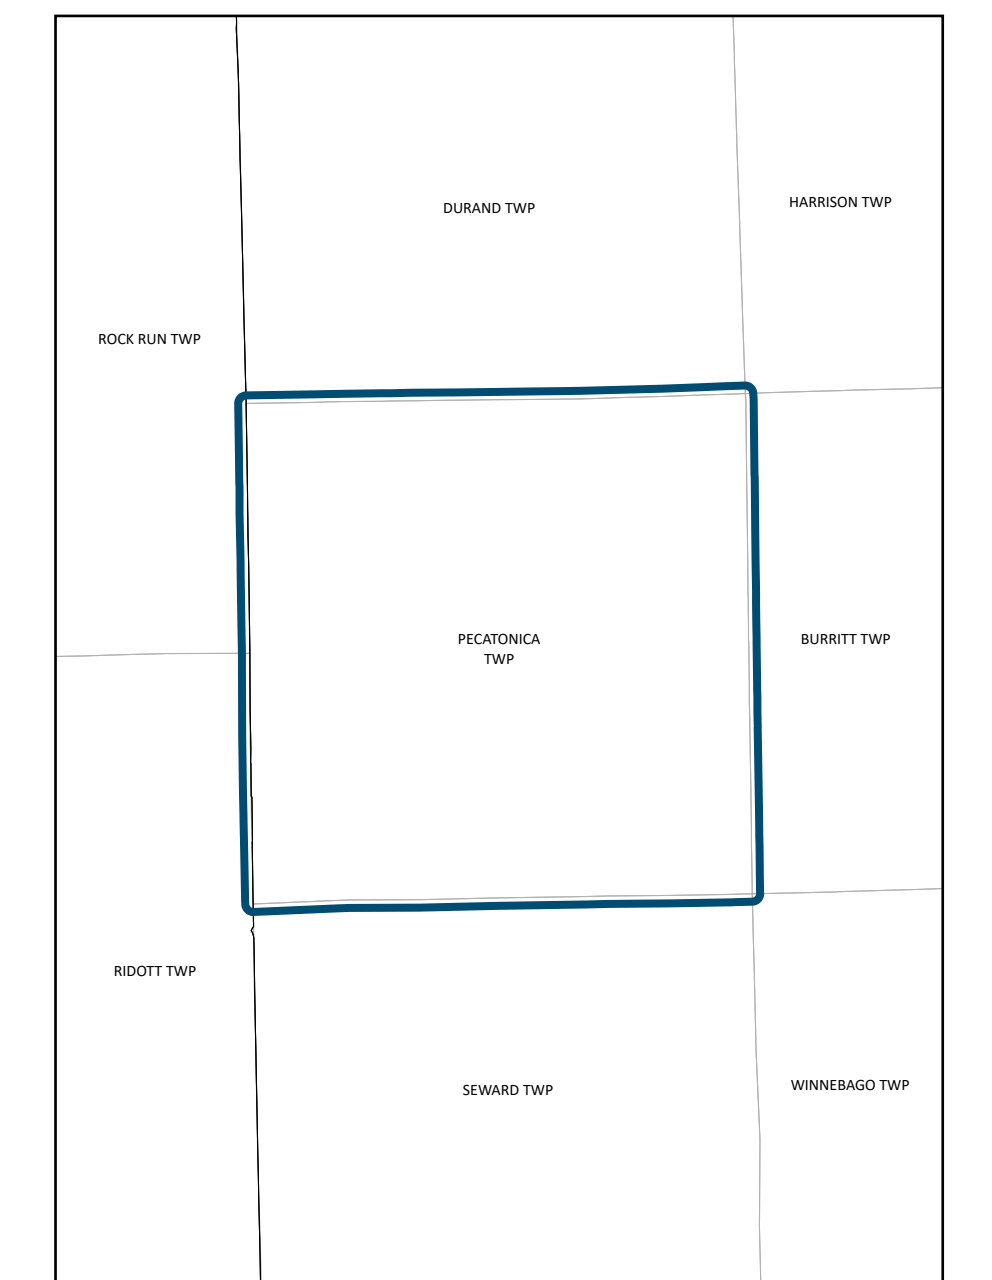 HARRISON TWP
DURAND TWP
ROCK RUN TWP
PECATONICA
TWP
BURRITT TWP
RIDOTT TWP
WINNEBAGO TWP
SEWARD TWP